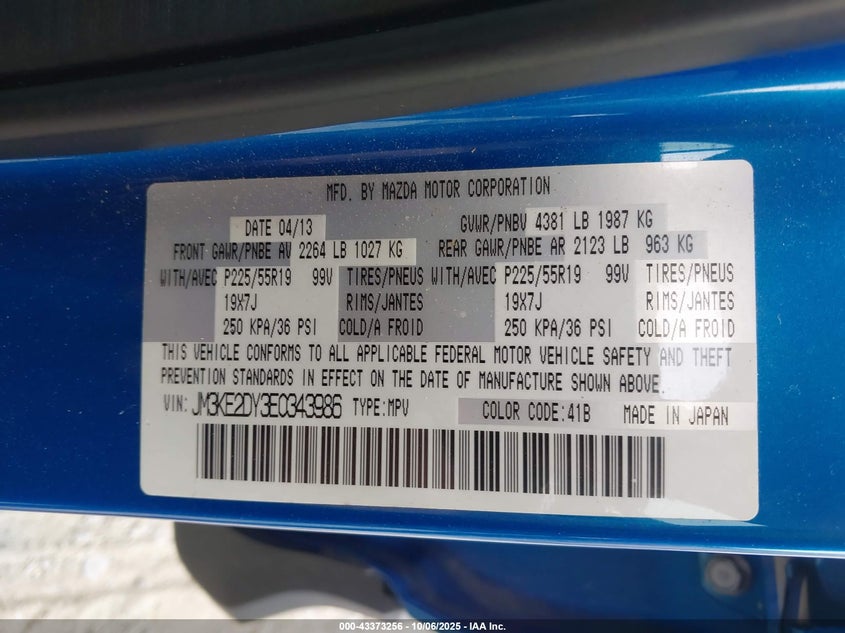 MFD. BY MAZDA MOTOR CORPORATION
DATE 04/13 GVWR/PNBV 4381 LB 1987 KG
FRONT GAWR/PNBE AV 2264 LB 1027 KG REAR GAWR/PNBE AR 2123 LB 963 KG
WITH/AVEC P225/55R19 99V TIRES/PNEUS WITH/AVEC P225/55R19 99V TIRES/PNEUS
19X7J RIMS/JANTES 19X7J RIMS/JANTES
250 KPA/36 PSI COLD/A FROID 250 KPA/36 PSI COLD/A FROID
THIS VEHICLE CONFORMS TO ALL APPLICABLE FEDERAL MOTOR VEHICLE SAFETY AND THEFT
PREVENTION STANDARDS IN EFFECT ON THE DATE OF MANUFACTURE SHOWN ABOVE.
VIN: JM3KE2DY3E0343986 TYPE:MPV COLOR CODE:41B MADE IN JAPAN
000-43373256 - 10/06/2025 - IAA Inc.